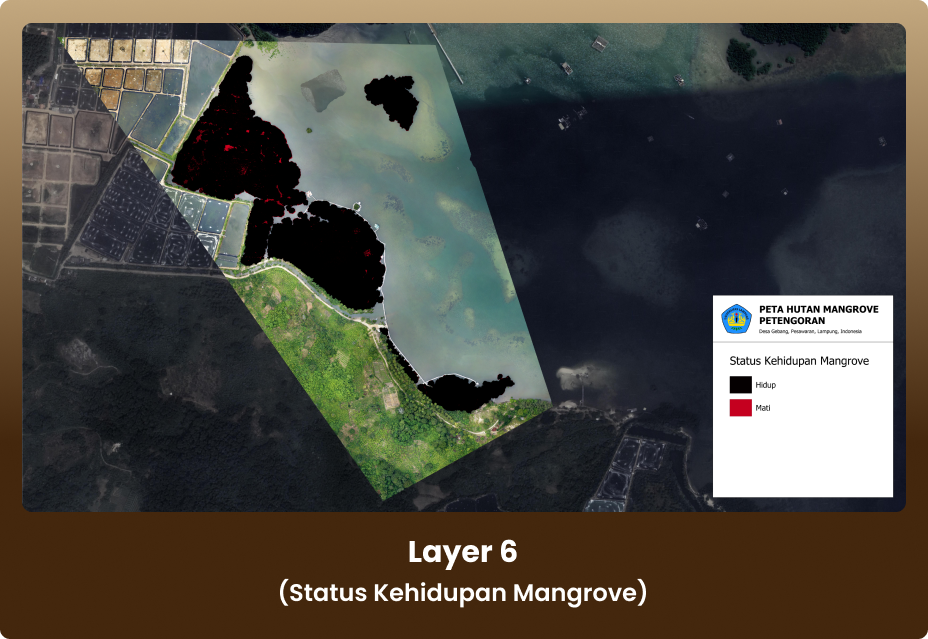 PETA HUTAN MANGROVE
PETENGORAN
Desa Gebang, Pesawaran, Lampung, Indonesia
Status Kehidupan Mangrove
Hidup
Mati
Layer 6
(Status Kehidupan Mangrove)